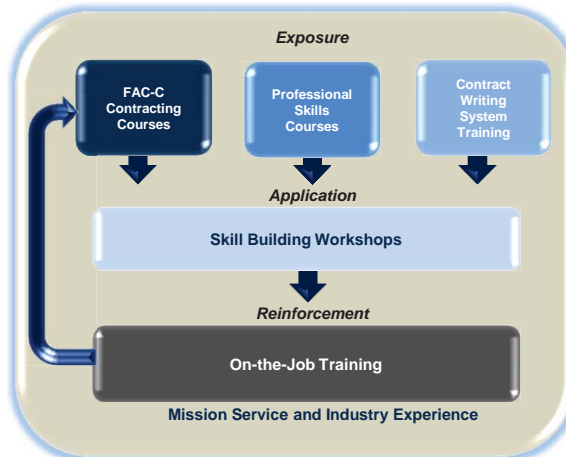 Exposure
FAC-C
Contracting
Courses
Professional
Skills
Courses
Contract
Writing
System
Training
Application
Skill Building Workshops
Reinforcement
On-the-Job Training
Mission Service and Industry Experience